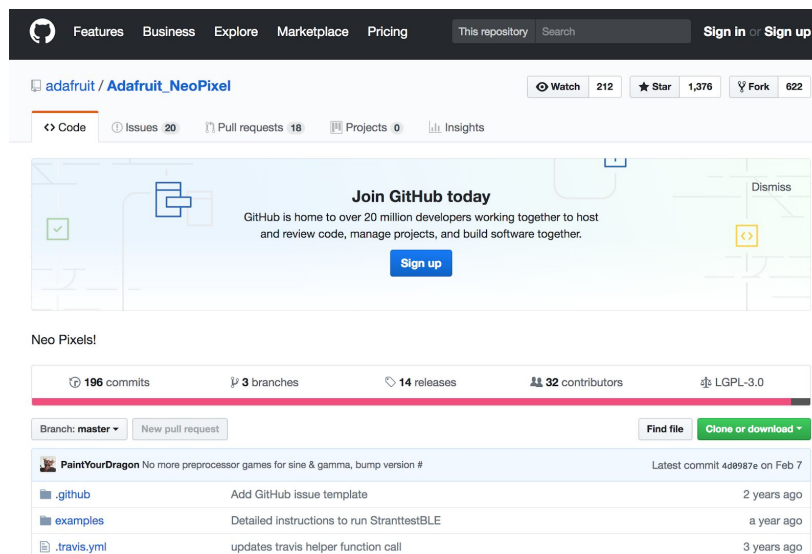 Features Business Explore Marketplace Pricing This repository Search Sign in or Sign up
adafruit / Adafruit_NeoPixel Watch 212 Star 1,376 Fork 622
Code Issues 20 Pull requests 18 Projects 0 Insights
Dismiss
Join GitHub today
GitHub is home to over 20 million developers working together to host
and review code, manage projects, and build software together.
Sign up
Neo Pixels!
196 commits 3 branches 14 releases 32 contributors LGPL-3.0
Branch: master New pull request Find file Clone or download
PaintYourDragon No more preprocessor games for sine & gamma, bump version # Latest commit 4d0987e on Feb 7
.github Add GitHub issue template 2 years ago
examples Detailed instructions to run StranttestBLE a year ago
.travis.yml updates travis helper function call 3 years ago